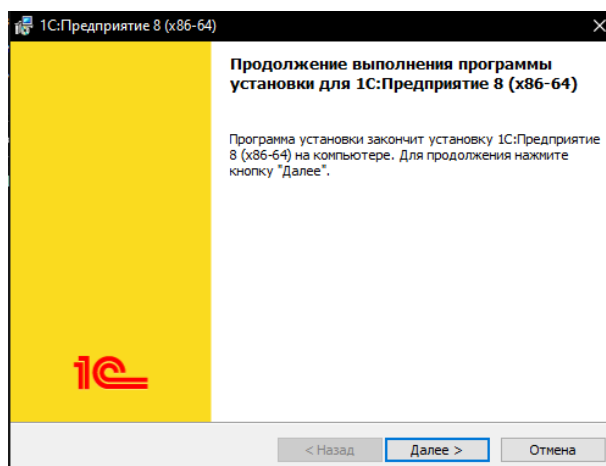 1С:Предприятие 8 (x86-64)
Продолжение выполнения программы
установки для 1С:Предприятие 8 (x86-64)
Программа установки закончит установку 1С:Предприятие
8 (x86-64) на компьютере. Для продолжения нажмите
кнопку "Далее".
1С
< Назад
Далее >
Отмена